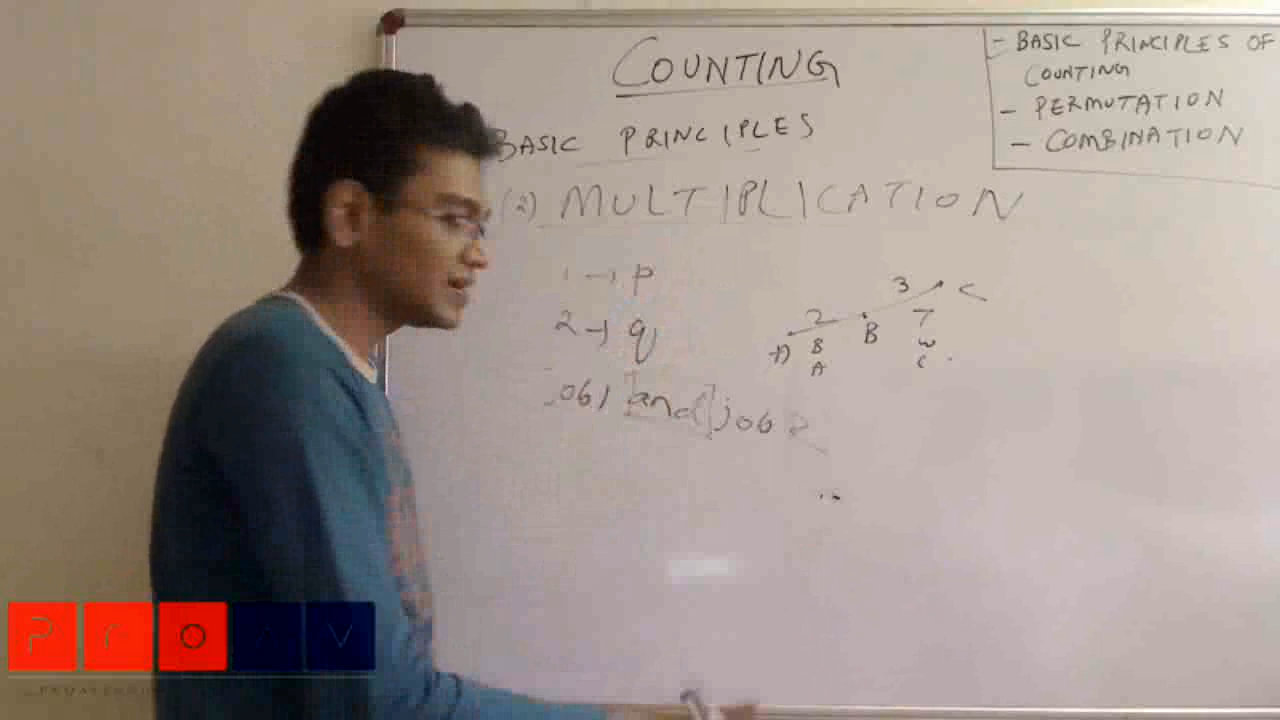 COUNTING
- BASIC PRINCIPLES OF
COUNTING
- PERMUTATION
- COMBINATION
BASIC PRINCIPLES
(2) MULTIPLICATION
1 → p
2 → q
job 1 and job 2
2 3 C
A B B T
A W
C